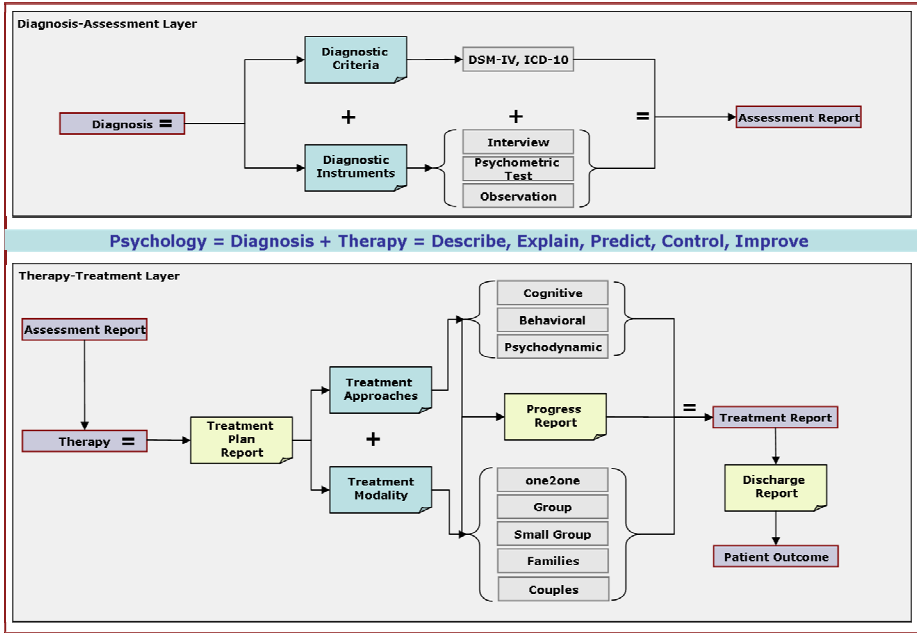 Diagnosis-Assessment Layer
Diagnostic
Criteria
DSM-IV, ICD-10
Diagnosis =
+
+
=
Assessment Report
Diagnostic
Instruments
Interview
Psychometric
Test
Observation
Psychology = Diagnosis + Therapy = Describe, Explain, Predict, Control, Improve
Therapy-Treatment Layer
Assessment Report
Therapy =
Treatment
Plan
Report
Treatment
Approaches
+
Treatment
Modality
Cognitive
Behavioral
Psychodynamic
Progress
Report
one2one
Group
Small Group
Families
Couples
=
Treatment Report
Discharge
Report
Patient Outcome